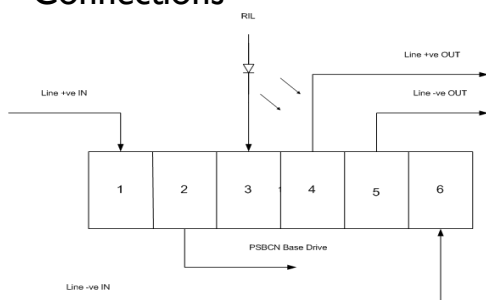 Connections
RIL
Line +ve OUT
Line +ve IN
Line -ve OUT
1 2 3 4 5 6
PSBCN Base Drive
Line -ve IN